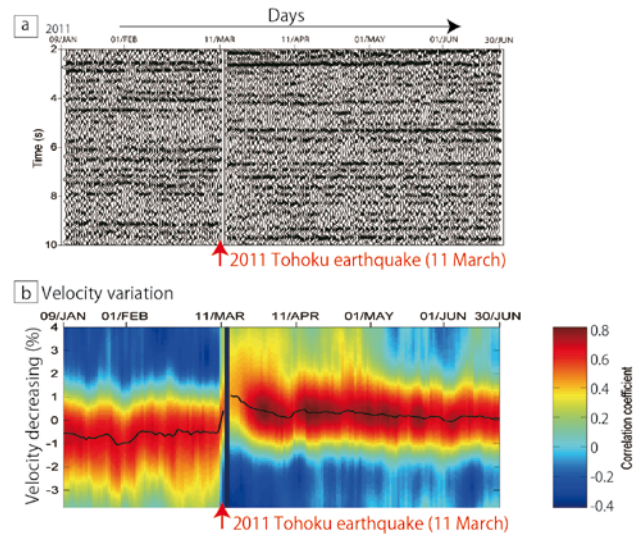 Days
a
2011
09/JAN 01/FEB 11/MAR 11/APR 01/MAY 01/JUN 30/JUN
2
4
6
8
10
Time (s)
2011 Tohoku earthquake (11 March)
b Velocity variation
09/JAN 01/FEB 11/MAR 11/APR 01/MAY 01/JUN 30/JUN
4
3
2
1
0
-1
-2
-3
Velocity decreasing (%)
0.8
0.6
0.4
0.2
0
-0.2
-0.4
Correlation coefficient
2011 Tohoku earthquake (11 March)